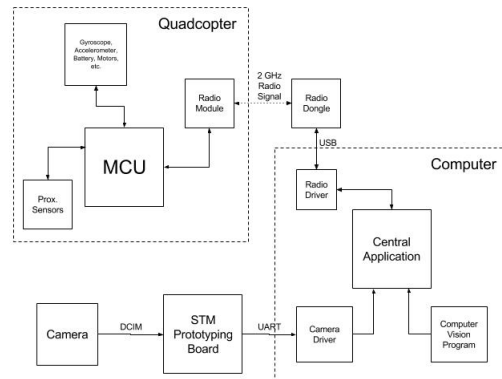 Quadcopter
Gyroscope,
Accelerometer,
Battery, Motors,
etc.
2 GHz
Radio
Signal
Radio
Module
Radio
Dongle
MCU
USB
Computer
Prox.
Sensors
Radio
Driver
Central
Application
Camera
DCIM
STM
Prototyping
Board
UART
Camera
Driver
Computer
Vision
Program